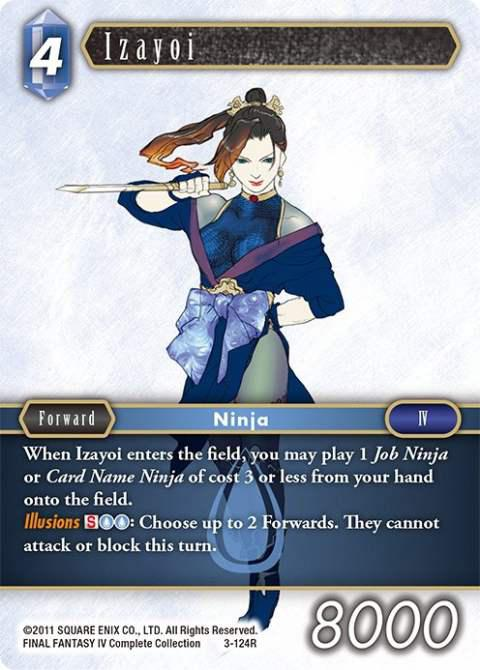 4
Izayoi
Forward
Ninja
IV
When Izayoi enters the field, you may play 1 Job Ninja
or Card Name Ninja of cost 3 or less from your hand
onto the field.
Illusions S: Choose up to 2 Forwards. They cannot
attack or block this turn.
©2011 SQUARE ENIX CO., LTD. All Rights Reserved.
FINAL FANTASY IV Complete Collection 3-124R
8000